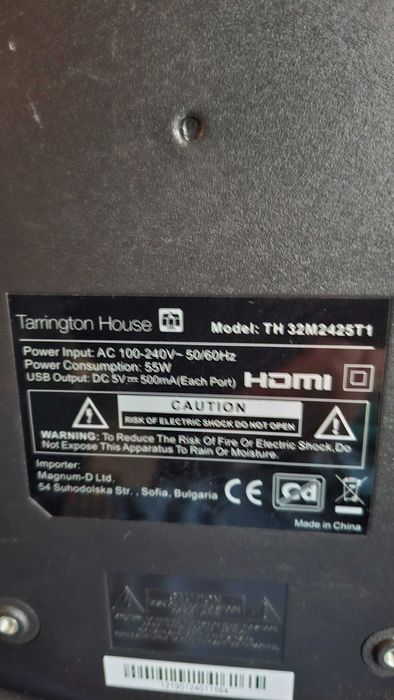 Tarrington House
Model: TH 32M2425T1
Power Input: AC 100-240V~ 50/60Hz
Power Consumption: 55W
USB Output: DC 5V⎓500mA(Each Port)
HDMI
CAUTION
RISK OF ELECTRIC SHOCK DO NOT OPEN
WARNING: To Reduce The Risk Of Fire Or Electric Shock, Do
Not Expose This Apparatus To Rain Or Moisture.
Importer:
Magnum-D Ltd.
54 Suhodolska Str. , Sofia, Bulgaria
CE
Cd
Made in China
CAUTION